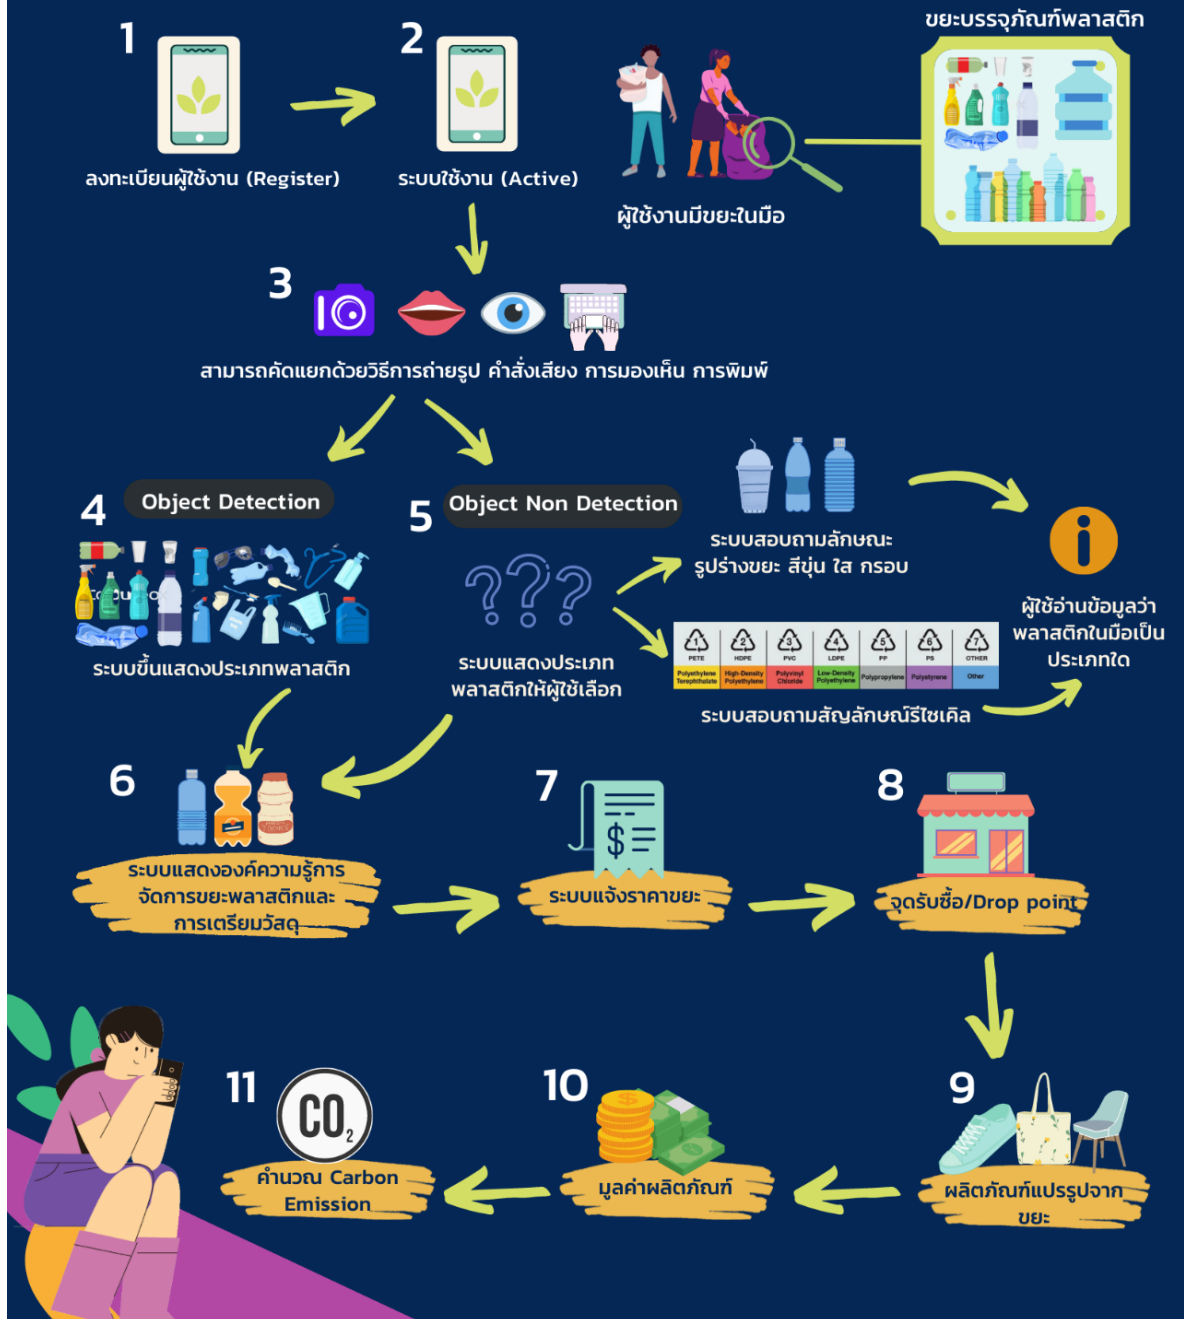 1
2
ขยะบรรจุภัณฑ์พลาสติก
ลงทะเบียนผู้ใช้งาน (Register)
ระบบใช้งาน (Active)
ผู้ใช้งานมีขยะในมือ
3
สามารถคัดแยกด้วยวิธีการถ่ายรูป คำสั่งเสียง การมองเห็น การพิมพ์
4
Object Detection
ระบบขึ้นแสดงประเภทพลาสติก
5
Object Non Detection
???
ระบบแสดงประเภท
พลาสติกให้ผู้ใช้เลือก
ระบบสอบถามลักษณะ
รูปร่างขยะ สีขุ่น ใส กรอบ
1 2 3 4 5 6 7
PETE HDPE PVC LDPE PP PS OTHER
Polyethylene Terephthalate
High-Density Polyethylene
Polyvinyl Chloride
Low-Density Polyethylene
Polypropylene
Polystyrene
Other
ระบบสอบถามสัญลักษณ์รีไซเคิล
i
ผู้ใช้อ่านข้อมูลว่า
พลาสติกในมือเป็น
ประเภทใด
6
ระบบแสดงองค์ความรู้การ
จัดการขยะพลาสติกและ
การเตรียมวัสดุ
7
$
ระบบแจ้งราคาขยะ
8
จุดรับซื้อ/Drop point
9
ผลิตภัณฑ์แปรรูปจาก
ขยะ
10
$
มูลค่าผลิตภัณฑ์
11
CO2
คำนวณ Carbon
Emission